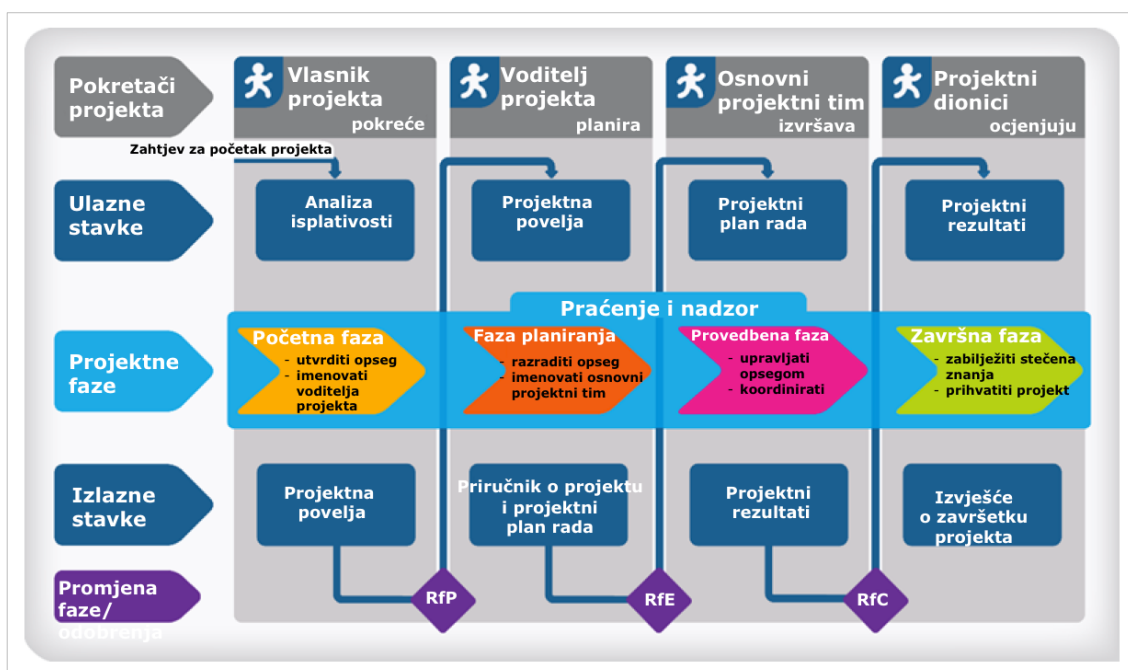 Pokretači
projekta
Vlasnik
projekta
pokreće
Voditelj
projekta
planira
Osnovni
projektni tim
izvršava
Projektni
dionici
ocjenjuju
Zahtjev za početak projekta
Ulazne
stavke
Analiza
isplativosti
Projektna
povelja
Projektni
plan rada
Projektni
rezultati
Praćenje i nadzor
Projektne
faze
Početna faza
- utvrditi opseg
- imenovati
voditelja
projekta
Faza planiranja
- razraditi opseg
- imenovati osnovni
projektni tim
Provedbena faza
- upravljati
opsegom
- koordinirati
Završna faza
- zabilježiti stečena
znanja
- prihvatiti projekt
Izlazne
stavke
Projektna
povelja
Priručnik o projektu
i projektni
plan rada
Projektni
rezultati
Izvješće
o završetku
projekta
Promjena
faze/
odobrenja
RfP
RfE
RfC